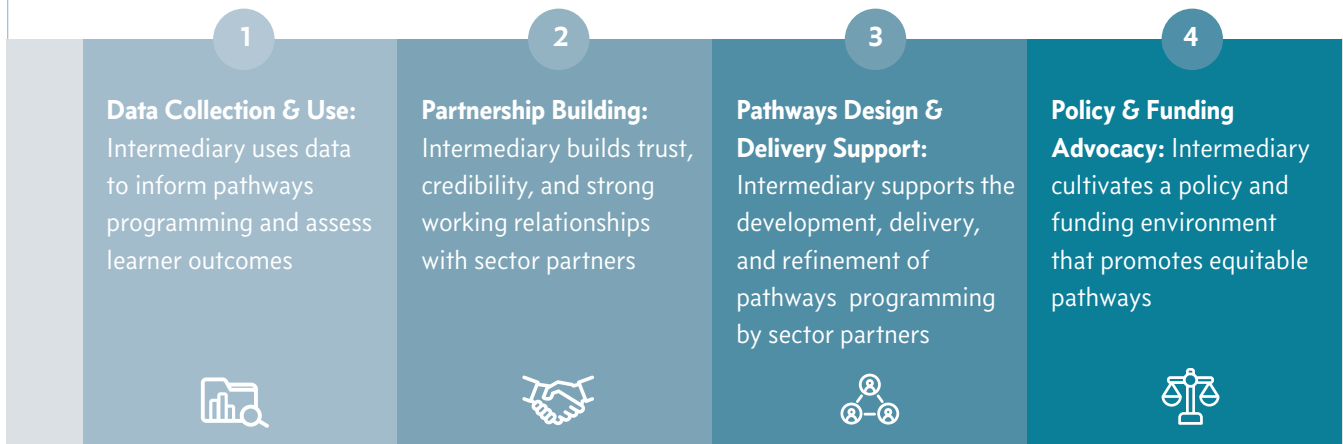 1
Data Collection & Use:
Intermediary uses data
to inform pathways
programming and assess
learner outcomes
2
Partnership Building:
Intermediary builds trust,
credibility, and strong
working relationships
with sector partners
3
Pathways Design &
Delivery Support:
Intermediary supports the
development, delivery,
and refinement of
pathways programming
by sector partners
4
Policy & Funding
Advocacy: Intermediary
cultivates a policy and
funding environment
that promotes equitable
pathways